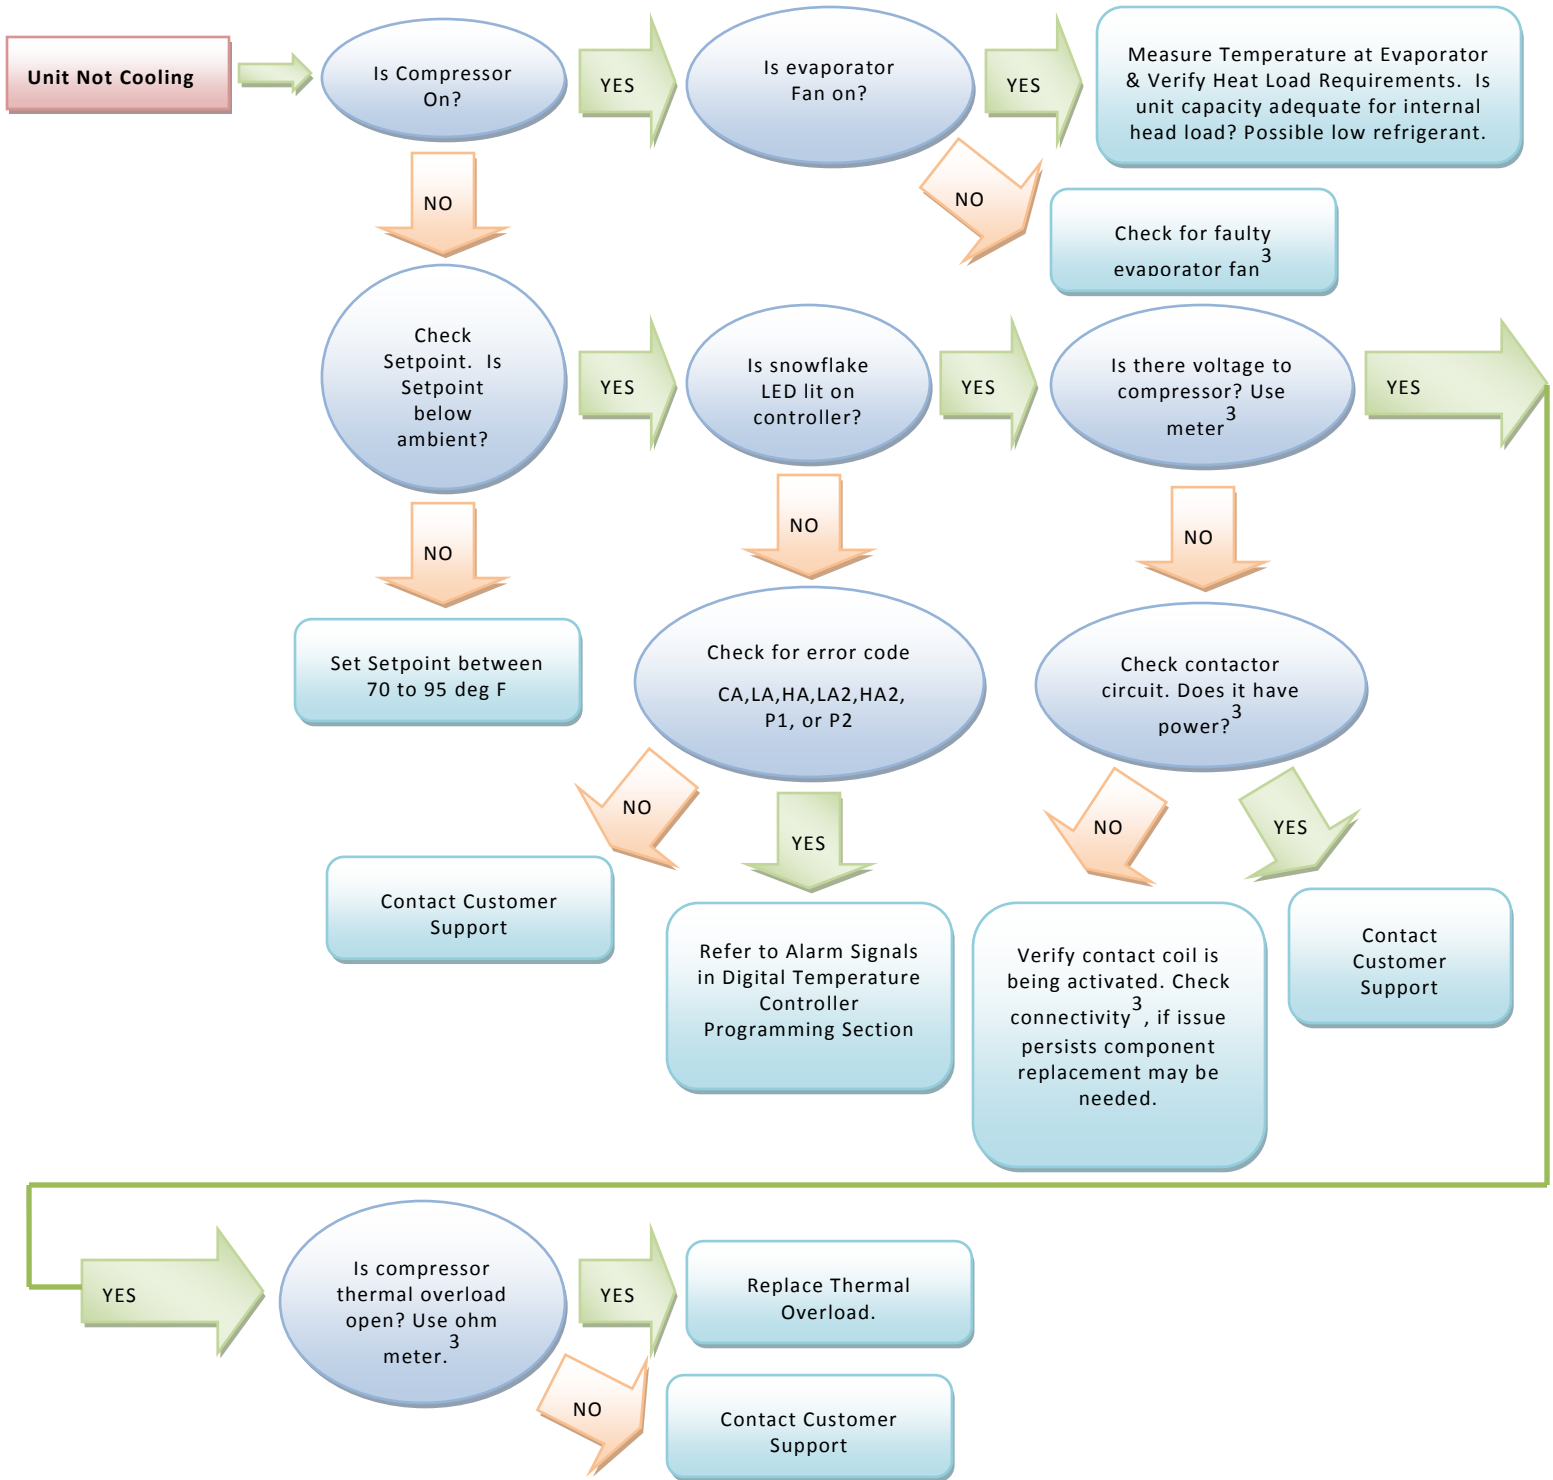 Unit Not Cooling
Is Compressor
On?
YES
Is evaporator
Fan on?
YES
Measure Temperature at Evaporator
& Verify Heat Load Requirements. Is
unit capacity adequate for internal
head load? Possible low refrigerant.
NO
NO
Check for faulty
evaporator fan3
Check
Setpoint. Is
Setpoint
below
ambient?
YES
Is snowflake
LED lit on
controller?
YES
Is there voltage to
compressor? Use
meter3
YES
NO
NO
NO
Set Setpoint between
70 to 95 deg F
Check for error code
CA,LA,HA,LA2,HA2,
P1, or P2
Check contactor
circuit. Does it have
power?3
NO
YES
NO
YES
Contact Customer
Support
Refer to Alarm Signals
in Digital Temperature
Controller
Programming Section
Verify contact coil is
being activated. Check
connectivity3, if issue
persists component
replacement may be
needed.
Contact
Customer
Support
YES
Is compressor
thermal overload
open? Use ohm
meter.3
YES
Replace Thermal
Overload.
NO
Contact Customer
Support